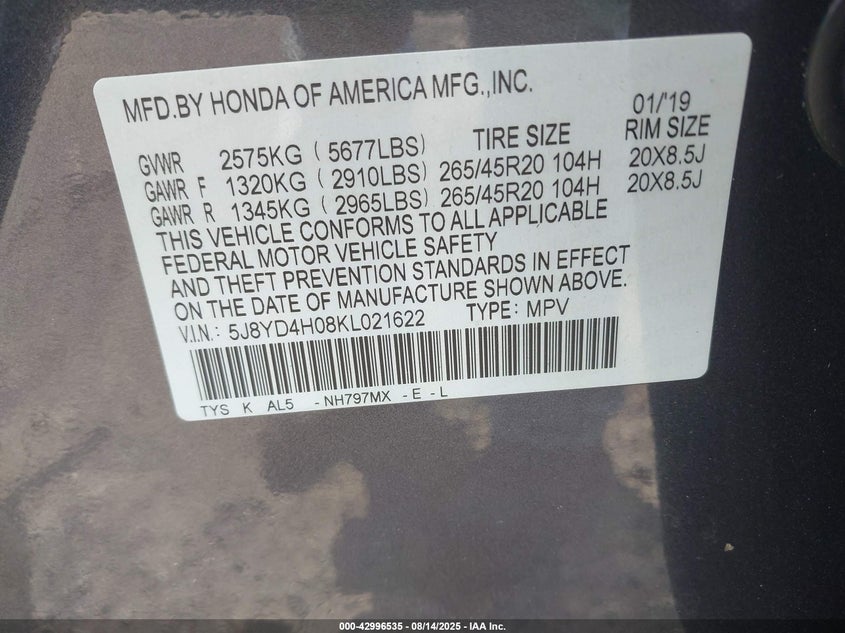 MFD.BY HONDA OF AMERICA MFG.,INC.
01/'19
GVWR 2575KG ( 5677LBS) TIRE SIZE RIM SIZE
GAWR F 1320KG ( 2910LBS) 265/45R20 104H 20X8.5J
GAWR R 1345KG ( 2965LBS) 265/45R20 104H 20X8.5J
THIS VEHICLE CONFORMS TO ALL APPLICABLE
FEDERAL MOTOR VEHICLE SAFETY
AND THEFT PREVENTION STANDARDS IN EFFECT
ON THE DATE OF MANUFACTURE SHOWN ABOVE.
V.I.N.: 5J8YD4H08KL021622 TYPE: MPV
TYS K AL5 - NH797MX - E - L
000-42996535 - 08/14/2025 - IAA Inc.